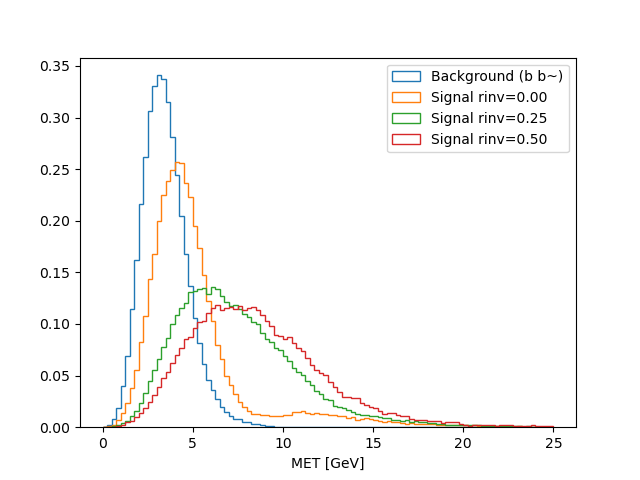 0.35
0.30
0.25
0.20
0.15
0.10
0.05
0.00
Background (b b~)
Signal rinv=0.00
Signal rinv=0.25
Signal rinv=0.50
0 5 10 15 20 25
MET [GeV]